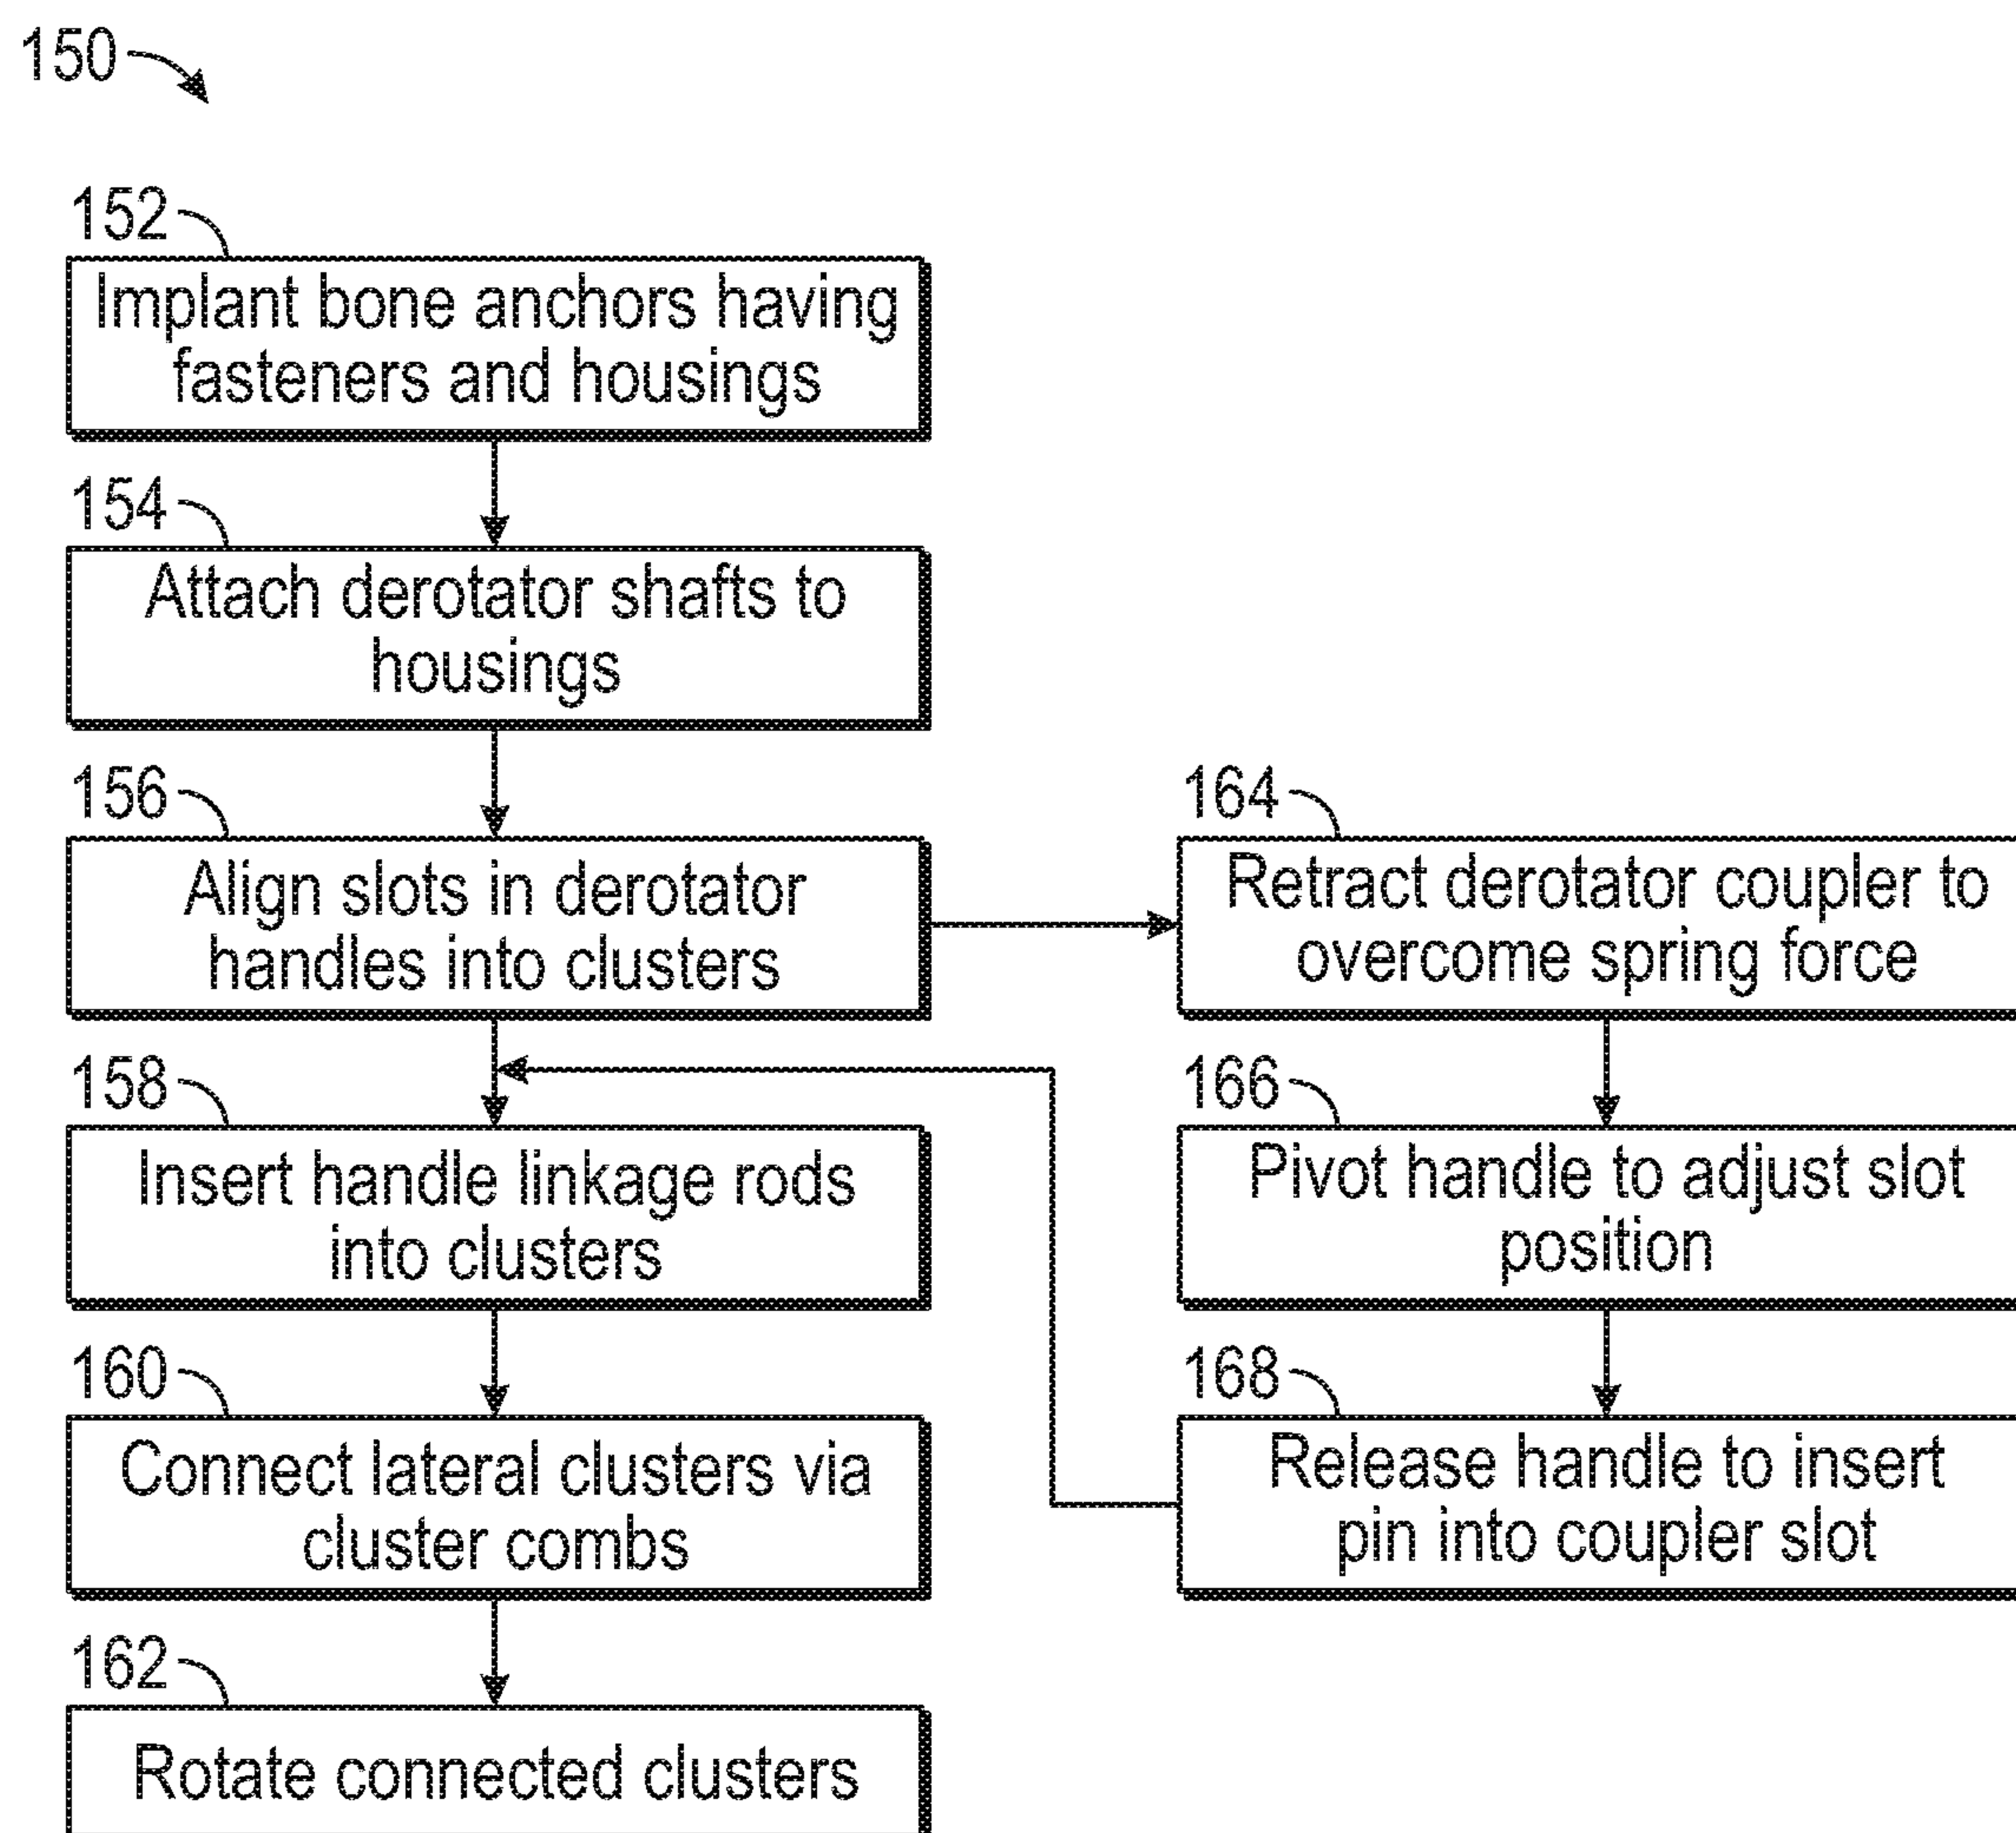 150
152
Implant bone anchors having
fasteners and housings
154
Attach derotator shafts to
housings
156
Align slots in derotator
handles into clusters
158
Insert handle linkage rods
into clusters
160
Connect lateral clusters via
cluster combs
162
Rotate connected clusters
164
Retract derotator coupler to
overcome spring force
166
Pivot handle to adjust slot
position
168
Release handle to insert
pin into coupler slot